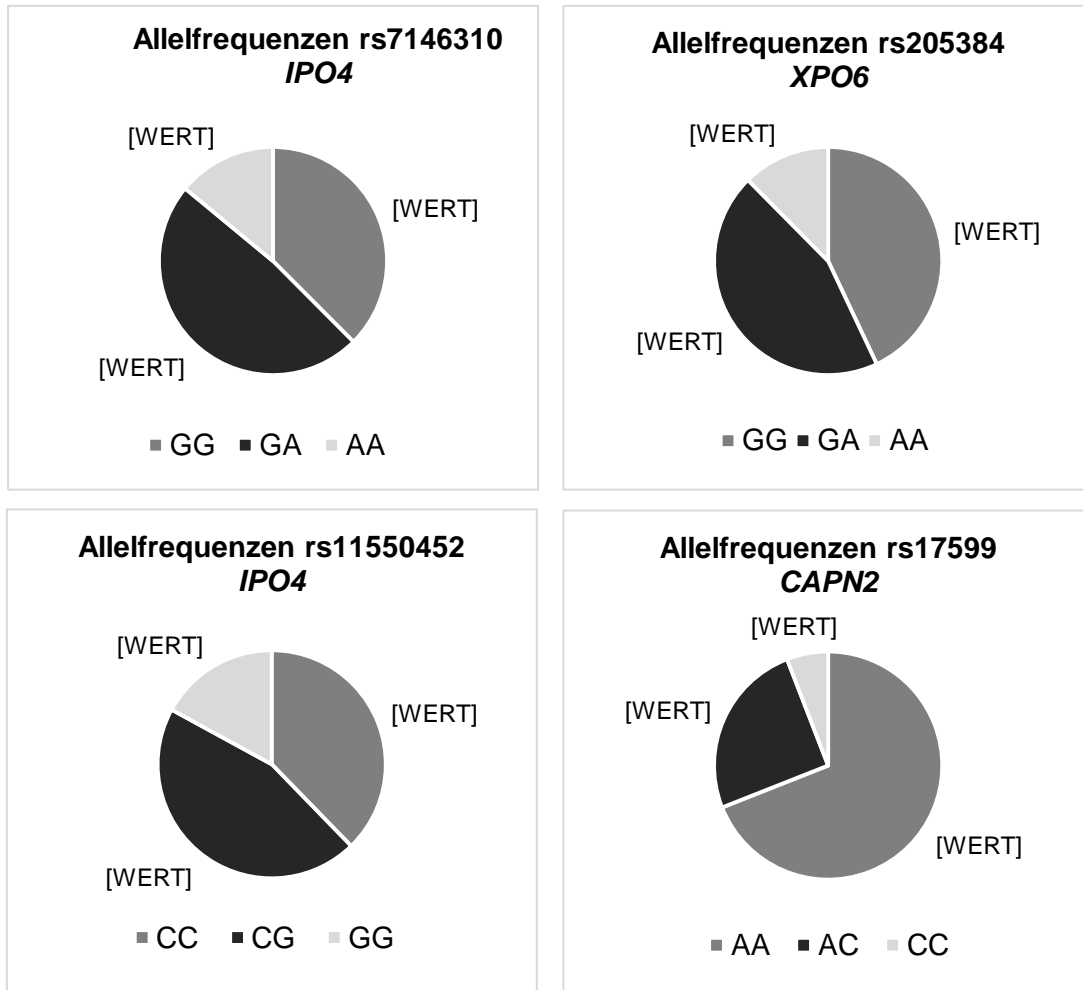 Allelfrequenzen rs7146310
IPO4
[WERT]
[WERT]
[WERT]
GG GA AA
Allelfrequenzen rs205384
XPO6
[WERT]
[WERT]
[WERT]
GG GA AA
Allelfrequenzen rs11550452
IPO4
[WERT]
[WERT]
[WERT]
CC CG GG
Allelfrequenzen rs17599
CAPN2
[WERT]
[WERT]
[WERT]
AA AC CC